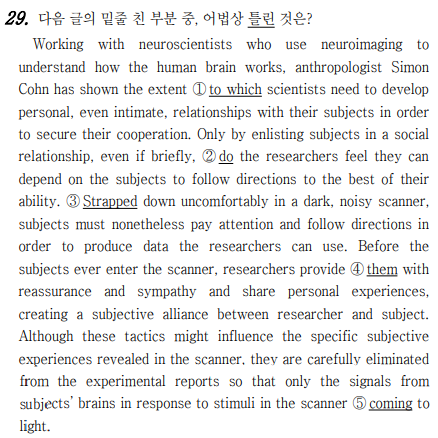 29. 다음 글의 밑줄 친 부분 중, 어법상 틀린 것은?
Working with neuroscientists who use neuroimaging to
understand how the human brain works, anthropologist Simon
Cohn has shown the extent ① to which scientists need to develop
personal, even intimate, relationships with their subjects in order
to secure their cooperation. Only by enlisting subjects in a social
relationship, even if briefly, ② do the researchers feel they can
depend on the subjects to follow directions to the best of their
ability. ③ Strapped down uncomfortably in a dark, noisy scanner,
subjects must nonetheless pay attention and follow directions in
order to produce data the researchers can use. Before the
subjects ever enter the scanner, researchers provide ④ them with
reassurance and sympathy and share personal experiences,
creating a subjective alliance between researcher and subject.
Although these tactics might influence the specific subjective
experiences revealed in the scanner, they are carefully eliminated
from the experimental reports so that only the signals from
subjects' brains in response to stimuli in the scanner ⑤ coming to
light.